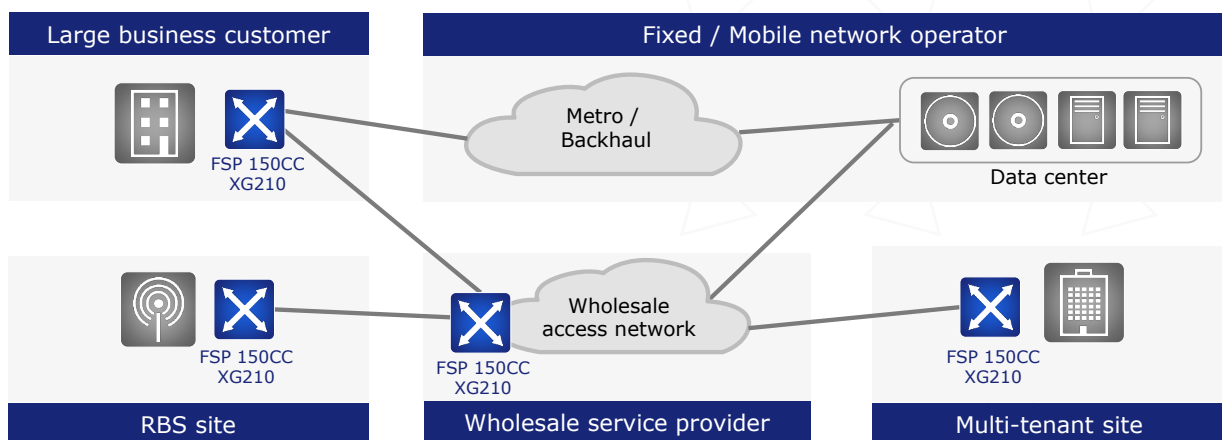 Large business customer
Fixed / Mobile network operator
FSP 150CC
XG210
Metro /
Backhaul
Data center
FSP 150CC
XG210
FSP 150CC
XG210
Wholesale
access network
FSP 150CC
XG210
RBS site
Wholesale service provider
Multi-tenant site